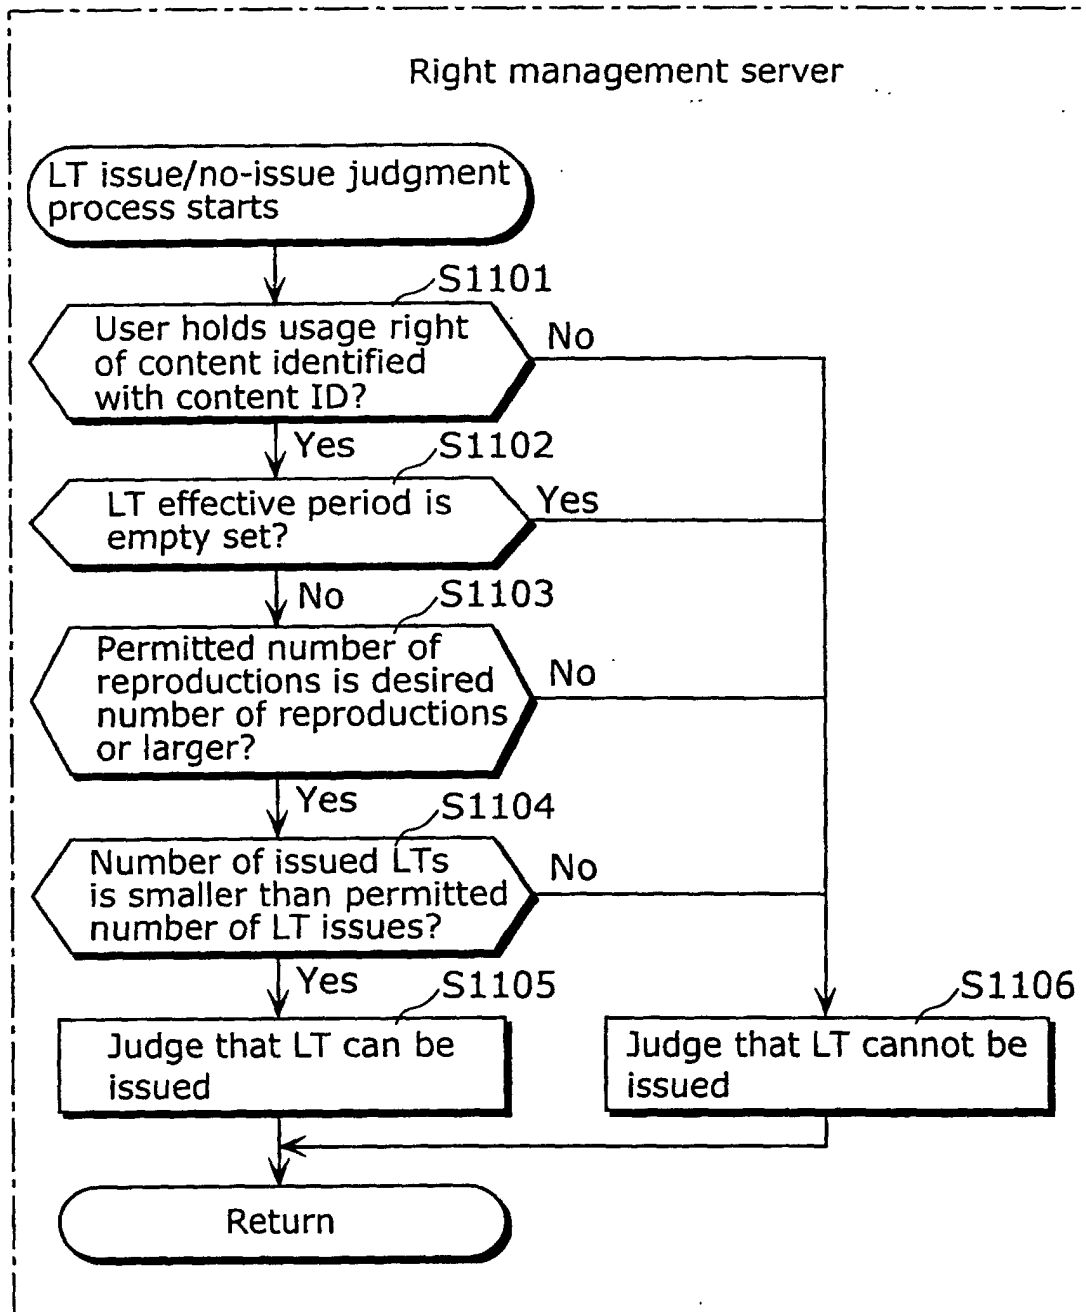 Right management server
LT issue/no-issue judgment
process starts
S1101
User holds usage right
of content identified
with content ID?
No
Yes
S1102
LT effective period is
empty set?
Yes
No
S1103
Permitted number of
reproductions is desired
number of reproductions
or larger?
No
Yes
S1104
Number of issued LTs
is smaller than permitted
number of LT issues?
No
Yes
S1105
Judge that LT can be
issued
S1106
Judge that LT cannot be
issued
Return